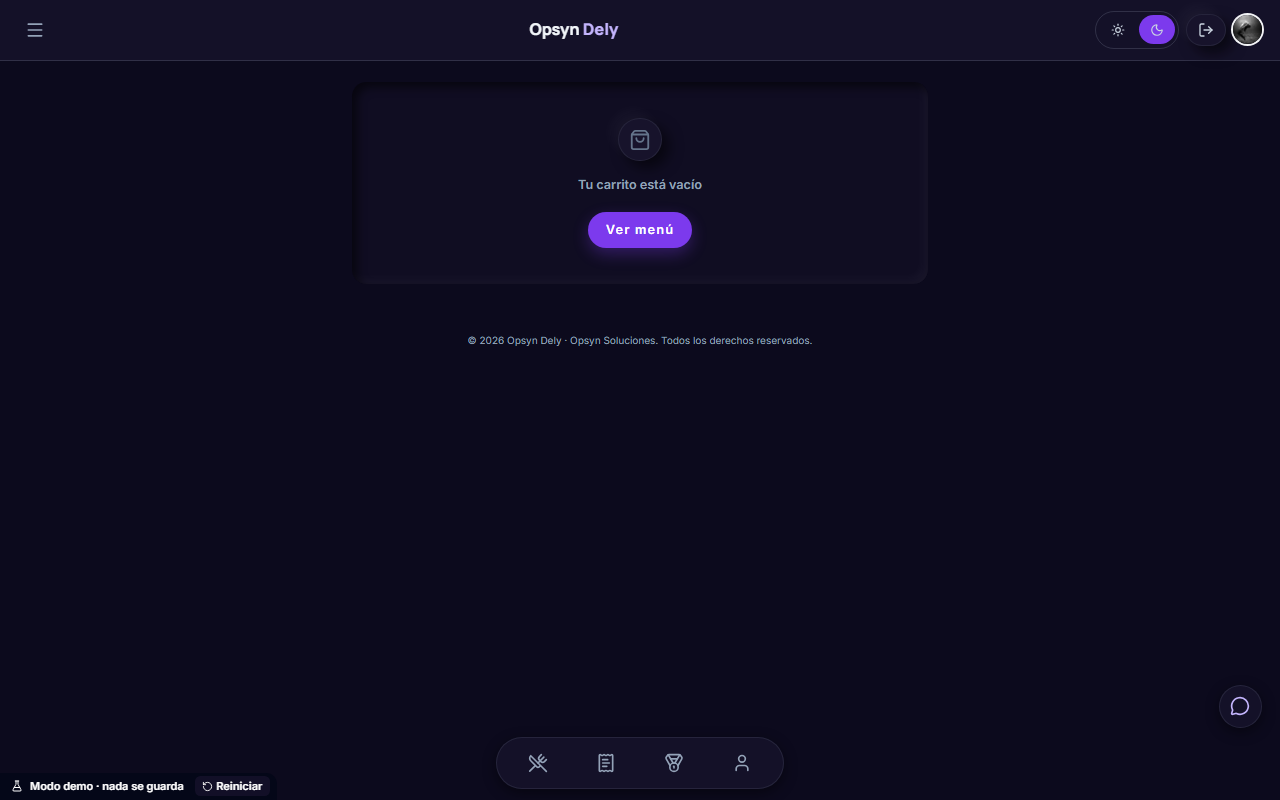 Opsyn Dely
Tu carrito está vacío
Ver menú
© 2026 Opsyn Dely · Opsyn Soluciones. Todos los derechos reservados.
Modo demo · nada se guarda
Reiniciar